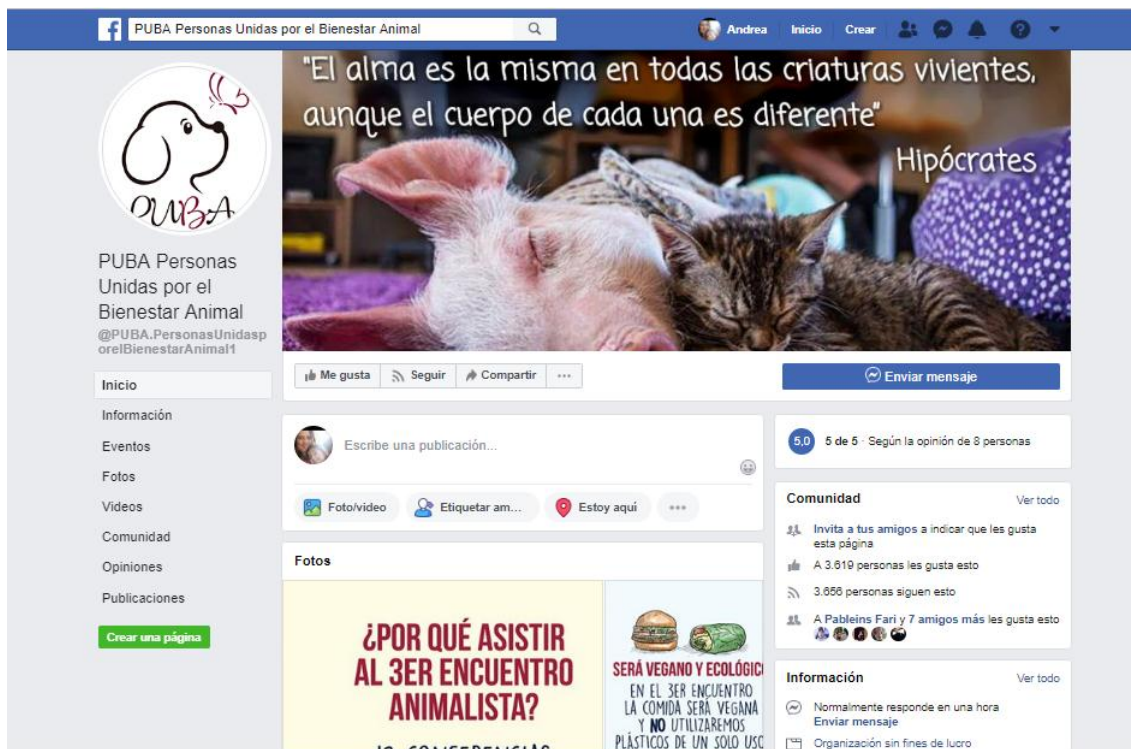 PUBA Personas Unidas por el Bienestar Animal
Andrea
Inicio
Crear
"El alma es la misma en todas las criaturas vivientes,
aunque el cuerpo de cada una es diferente"
Hipócrates
PUBA
PUBA Personas
Unidas por el
Bienestar Animal
@PUBA.PersonasUnidasp
orelBienestarAnimal1
Inicio
Información
Eventos
Fotos
Videos
Comunidad
Opiniones
Publicaciones
Crear una página
Me gusta
Seguir
Compartir
Enviar mensaje
Escribe una publicación...
Foto/video
Etiquetar am...
Estoy aquí
Fotos
¿POR QUÉ ASISTIR
AL 3ER ENCUENTRO
ANIMALISTA?
10 CONFERENCIAS
SERÁ VEGANO Y ECOLÓGIC
EN EL 3ER ENCUENTRO
LA COMIDA SERÁ VEGANA
Y NO UTILIZAREMOS
PLÁSTICOS DE UN SOLO USO
5,0
5 de 5 · Según la opinión de 8 personas
Comunidad
Ver todo
Invita a tus amigos a indicar que les gusta
esta página
A 3.619 personas les gusta esto
3.656 personas siguen esto
A Pableins Fari y 7 amigos más les gusta esto
Información
Ver todo
Normalmente responde en una hora
Enviar mensaje
Organización sin fines de lucro